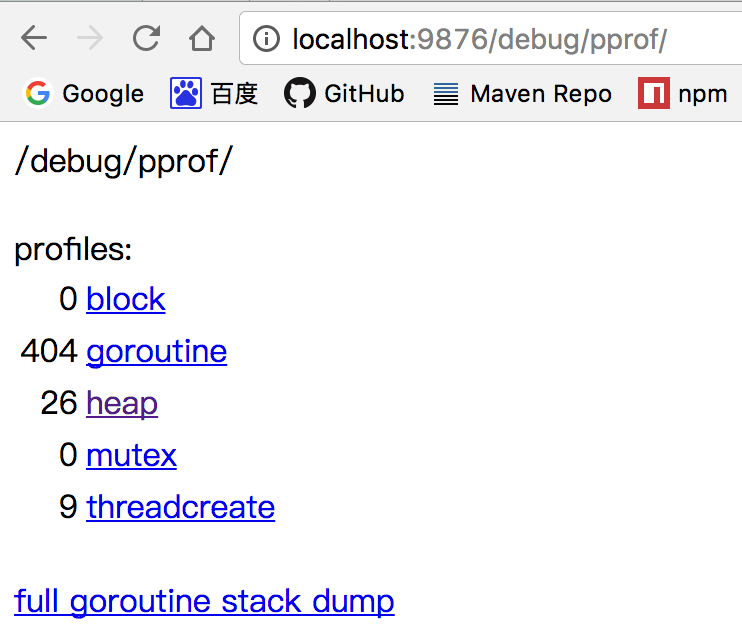 localhost:9876/debug/pprof/
Google 百度 GitHub Maven Repo npm
/debug/pprof/
profiles:
0 block
404 goroutine
26 heap
0 mutex
9 threadcreate
full goroutine stack dump